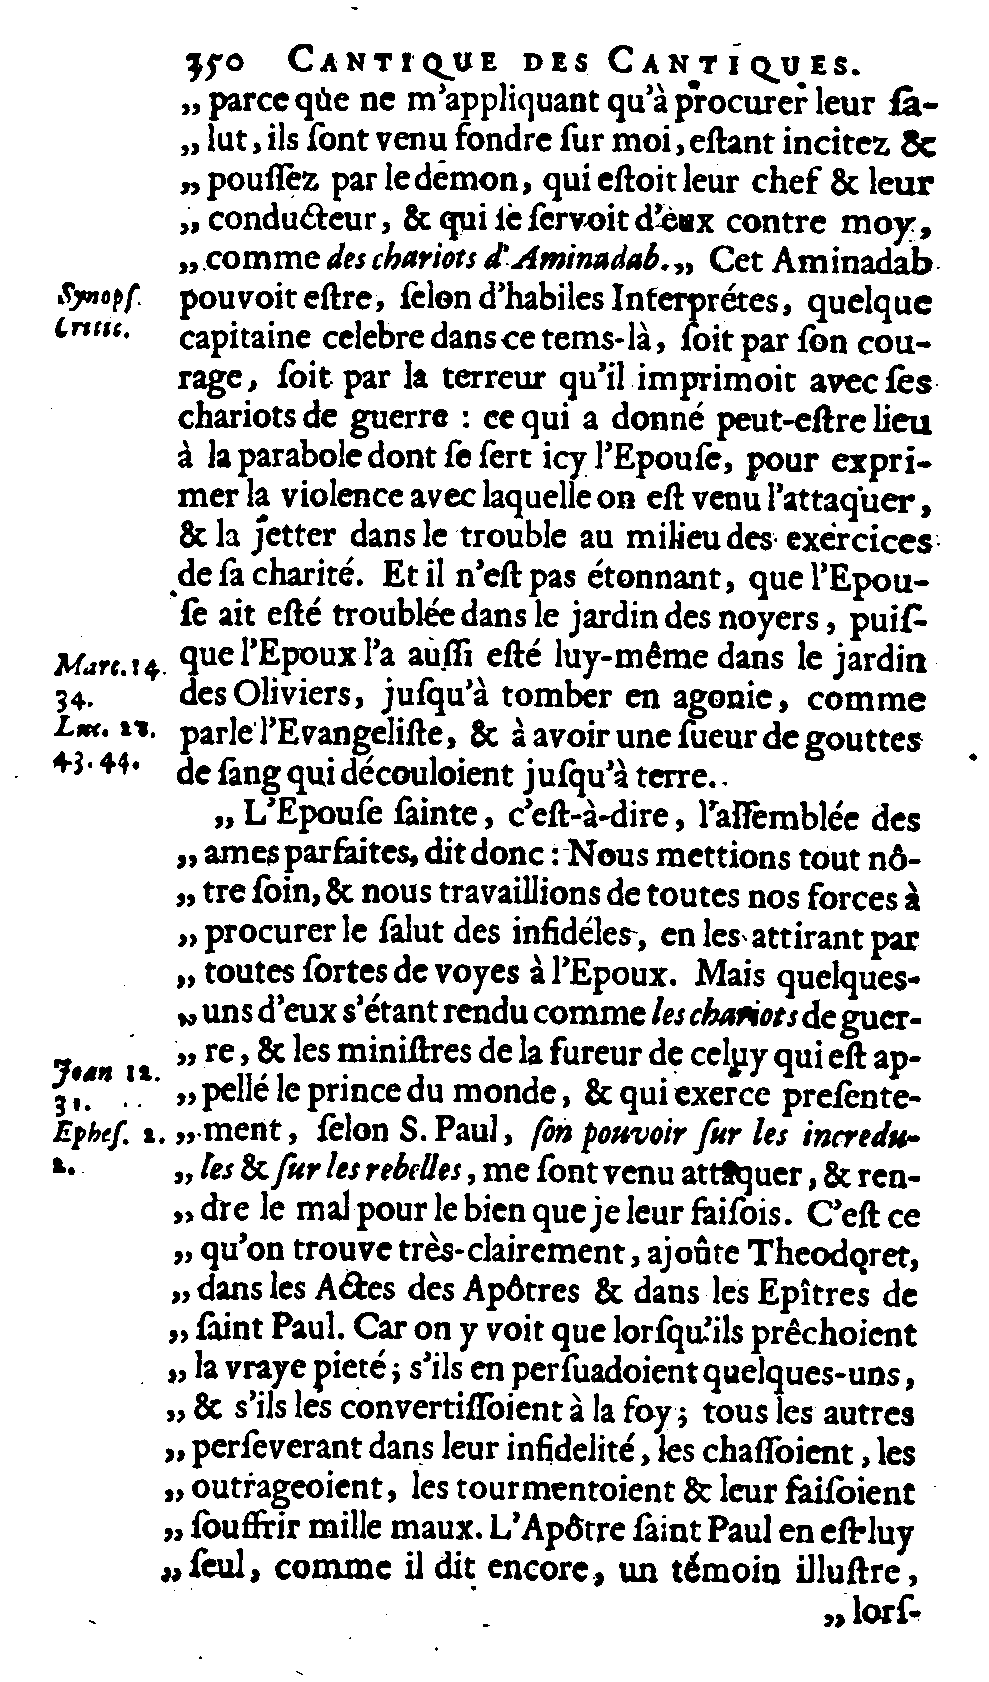 350 CANTIQUE DES CANTIQUES.
„ parce que ne m'appliquant qu'à procurer leur ſa-
„ lut, ils ſont venu fondre ſur moi, eſtant incitez &
„ pouſſez par le démon, qui eſtoit leur chef & leur
„ conducteur, & qui ſe ſervoit d'eux contre moy,
„ comme des chariots d'Aminadab. „ Cet Aminadab
Synopſ. pouvoit eſtre, ſelon d'habiles Interprétes, quelque
Critic. capitaine celebre dans ce tems-là, ſoit par ſon cou-
rage, ſoit par la terreur qu'il imprimoit avec ſes
chariots de guerre : ce qui a donné peut-eſtre lieu
à la parabole dont ſe ſert icy l'Epouſe, pour expri-
mer la violence avec laquelle on eſt venu l'attaquer,
& la jetter dans le trouble au milieu des exercices
de ſa charité. Et il n'eſt pas étonnant, que l'Epou-
ſe ait eſté troublée dans le jardin des noyers, puiſ-
Marc. 14. que l'Epoux l'a auſſi eſté luy-même dans le jardin
34. des Oliviers, juſqu'à tomber en agonie, comme
Luc. 22. parle l'Evangeliſte, & à avoir une ſueur de gouttes
43. 44. de ſang qui découloient juſqu'à terre.
„ L'Epouſe ſainte, c'eſt-à-dire, l'aſſemblée des
„ ames parfaites, dit donc : Nous mettions tout nô-
„ tre ſoin, & nous travaillions de toutes nos forces à
„ procurer le ſalut des infidéles, en les attirant par
„ toutes ſortes de voyes à l'Epoux. Mais quelques-
„ uns d'eux s'étant rendu comme les chariots de guer-
„ re, & les miniſtres de la fureur de celuy qui eſt ap-
Joan 12. „ pellé le prince du monde, & qui exerce preſente-
31.
Epheſ. 2. „ ment, ſelon S. Paul, ſon pouvoir ſur les incredu-
2. „ les & ſur les rebelles, me ſont venu attaquer, & ren-
„ dre le mal pour le bien que je leur faiſois. C'eſt ce
„ qu'on trouve très-clairement, ajoûte Theodoret,
„ dans les Actes des Apôtres & dans les Epîtres de
„ ſaint Paul. Car on y voit que lorſqu'ils prêchoient
„ la vraye pieté ; s'ils en perſuadoient quelques-uns,
„ & s'ils les convertiſſoient à la foy ; tous les autres
„ perſeverant dans leur infidelité, les chaſſoient, les
„ outrageoient, les tourmentoient & leur faiſoient
„ ſouffrir mille maux. L'Apôtre ſaint Paul en eſt luy
„ ſeul, comme il dit encore, un témoin illuſtre,
„ lorſ-